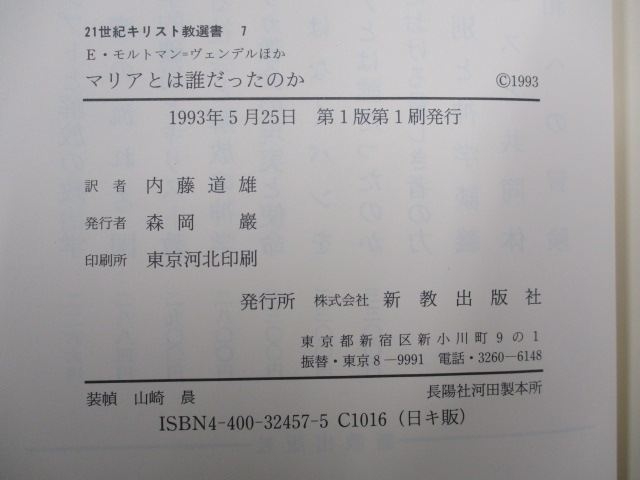 21世紀キリスト教選書 7
E・モルトマン=ヴェンデルほか
マリアとは誰だったのか ©1993
1993年5月25日 第1版第1刷発行
訳者 内藤道雄
発行者 森岡 巖
印刷所 東京河北印刷
発行所 株式会社 新教出版社
東京都新宿区新小川町9の1
振替・東京8−9991 電話・3260−6148
装幀 山崎 晨 長陽社河田製本所
ISBN4-400-32457-5 C1016（日キ販）